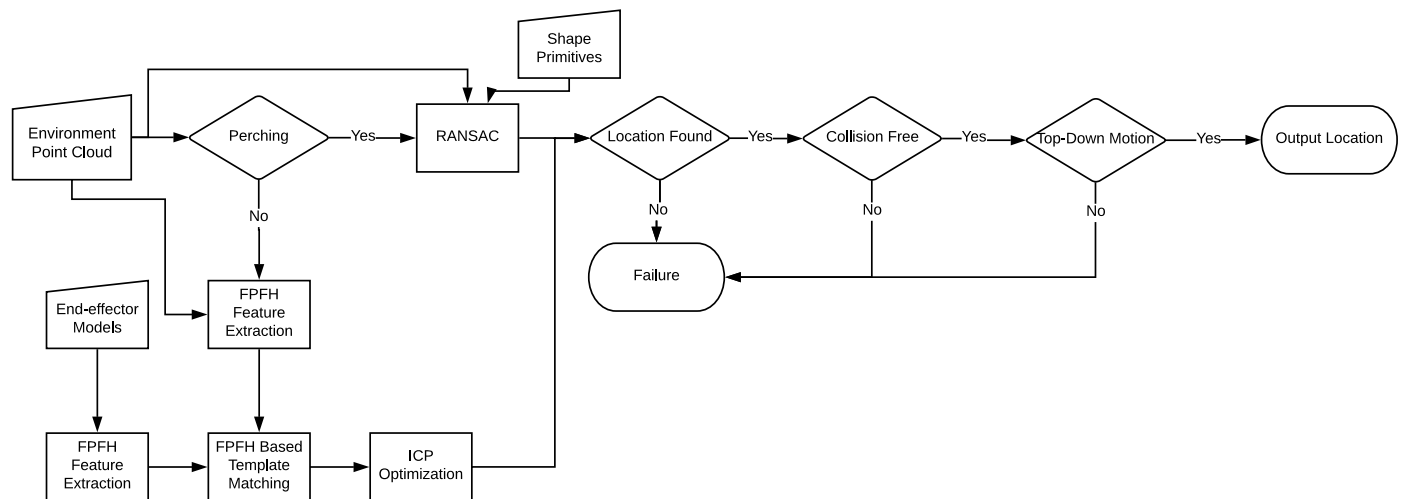 Shape
Primitives
Environment
Point Cloud
Perching
Yes
RANSAC
Location Found
Yes
Collision Free
Yes
Top-Down Motion
Yes
Output Location
No
No
No
No
Failure
End-effector
Models
FPFH
Feature
Extraction
FPFH
Feature
Extraction
FPFH Based
Template
Matching
ICP
Optimization